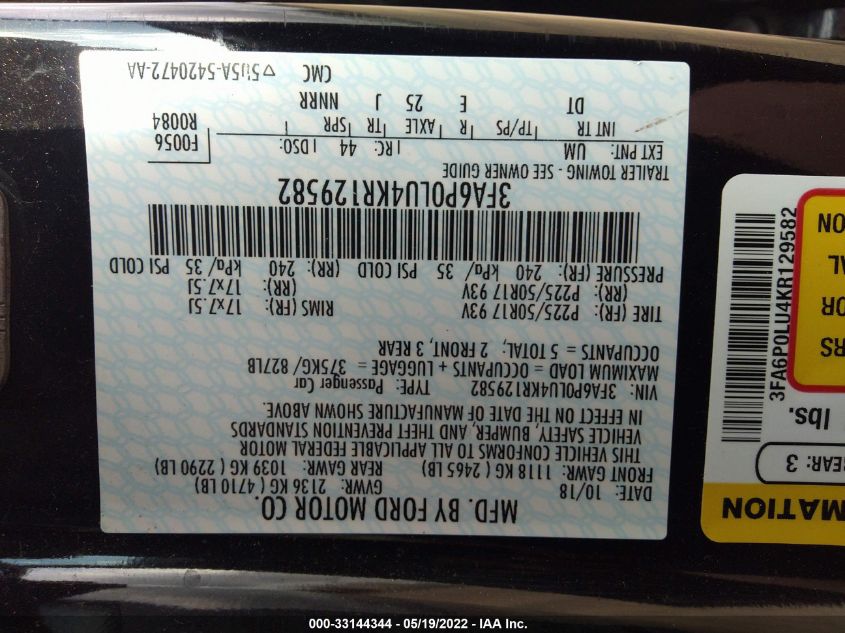 MFD. BY FORD MOTOR CO.
DATE: 10/18 GVWR: 2136 KG ( 4710 LB)
FRONT GAWR: 1118 KG ( 2465 LB) REAR GAWR: 1039 KG ( 2290 LB)
THIS VEHICLE CONFORMS TO ALL APPLICABLE FEDERAL MOTOR
VEHICLE SAFETY, BUMPER, AND THEFT PREVENTION STANDARDS
IN EFFECT ON THE DATE OF MANUFACTURE SHOWN ABOVE.
VIN: 3FA6P0LU4KR129582 TYPE: Passenger Car
MAXIMUM LOAD = OCCUPANTS + LUGGAGE = 375KG/ 827LB
OCCUPANTS = 5 TOTAL; 2 FRONT, 3 REAR
TIRE (FR): P225/50R17 93V RIMS (FR): 17x7.5J
(RR): P225/50R17 93V (RR): 17x7.5J
PRESSURE (FR): 240 kPa/ 35 PSI COLD (RR): 240 kPa/ 35 PSI COLD
3FA6P0LU4KR129582
TRAILER TOWING - SEE OWNER GUIDE
EXT PNT: UM RC: 44 DSO: F0056
INT TR TP/PS R AXLE TR SPR R0084
DT E 25 J NNRR
CMC 5U5A-5420472-AA
MATION
REAR: 3
lbs.
ERS
OR
AL
ION
3FA6P0LU4KR129582
000-33144344 — 05/19/2022 — IAA Inc.